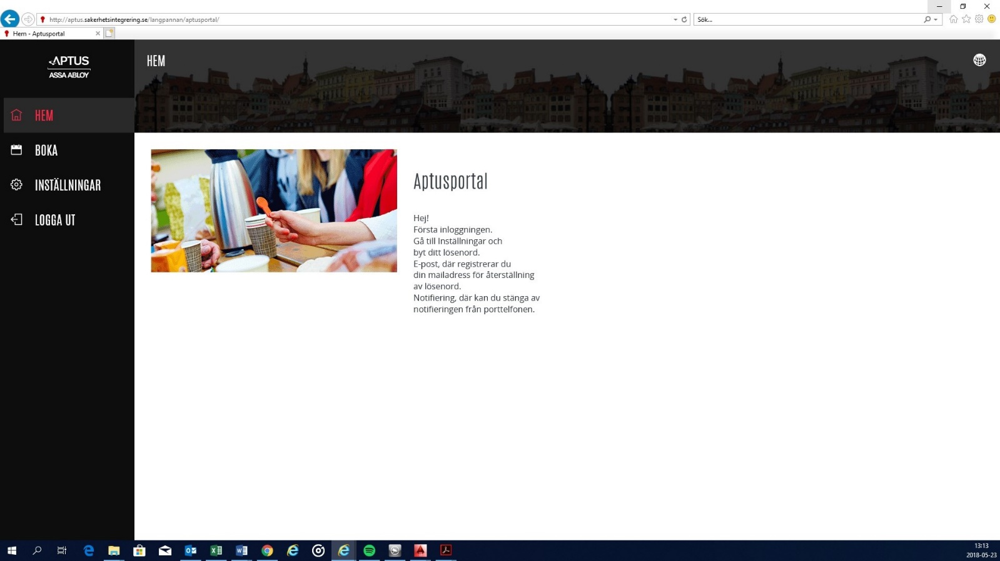 http://aptus.sakerhetsintegrering.se/langpannan/aptusportal/
Sök...
Hem - Aptusportal
APTUS
ASSA ABLOY
HEM
HEM
BOKA
INSTÄLLNINGAR
LOGGA UT
Aptusportal
Hej!
Första inloggningen.
Gå till Inställningar och
byt ditt lösenord.
E-post, där registrerar du
din mailadress för återställning
av lösenord.
Notifiering, där kan du stänga av
notifieringen från porttelfonen.
13:13
2018-05-23